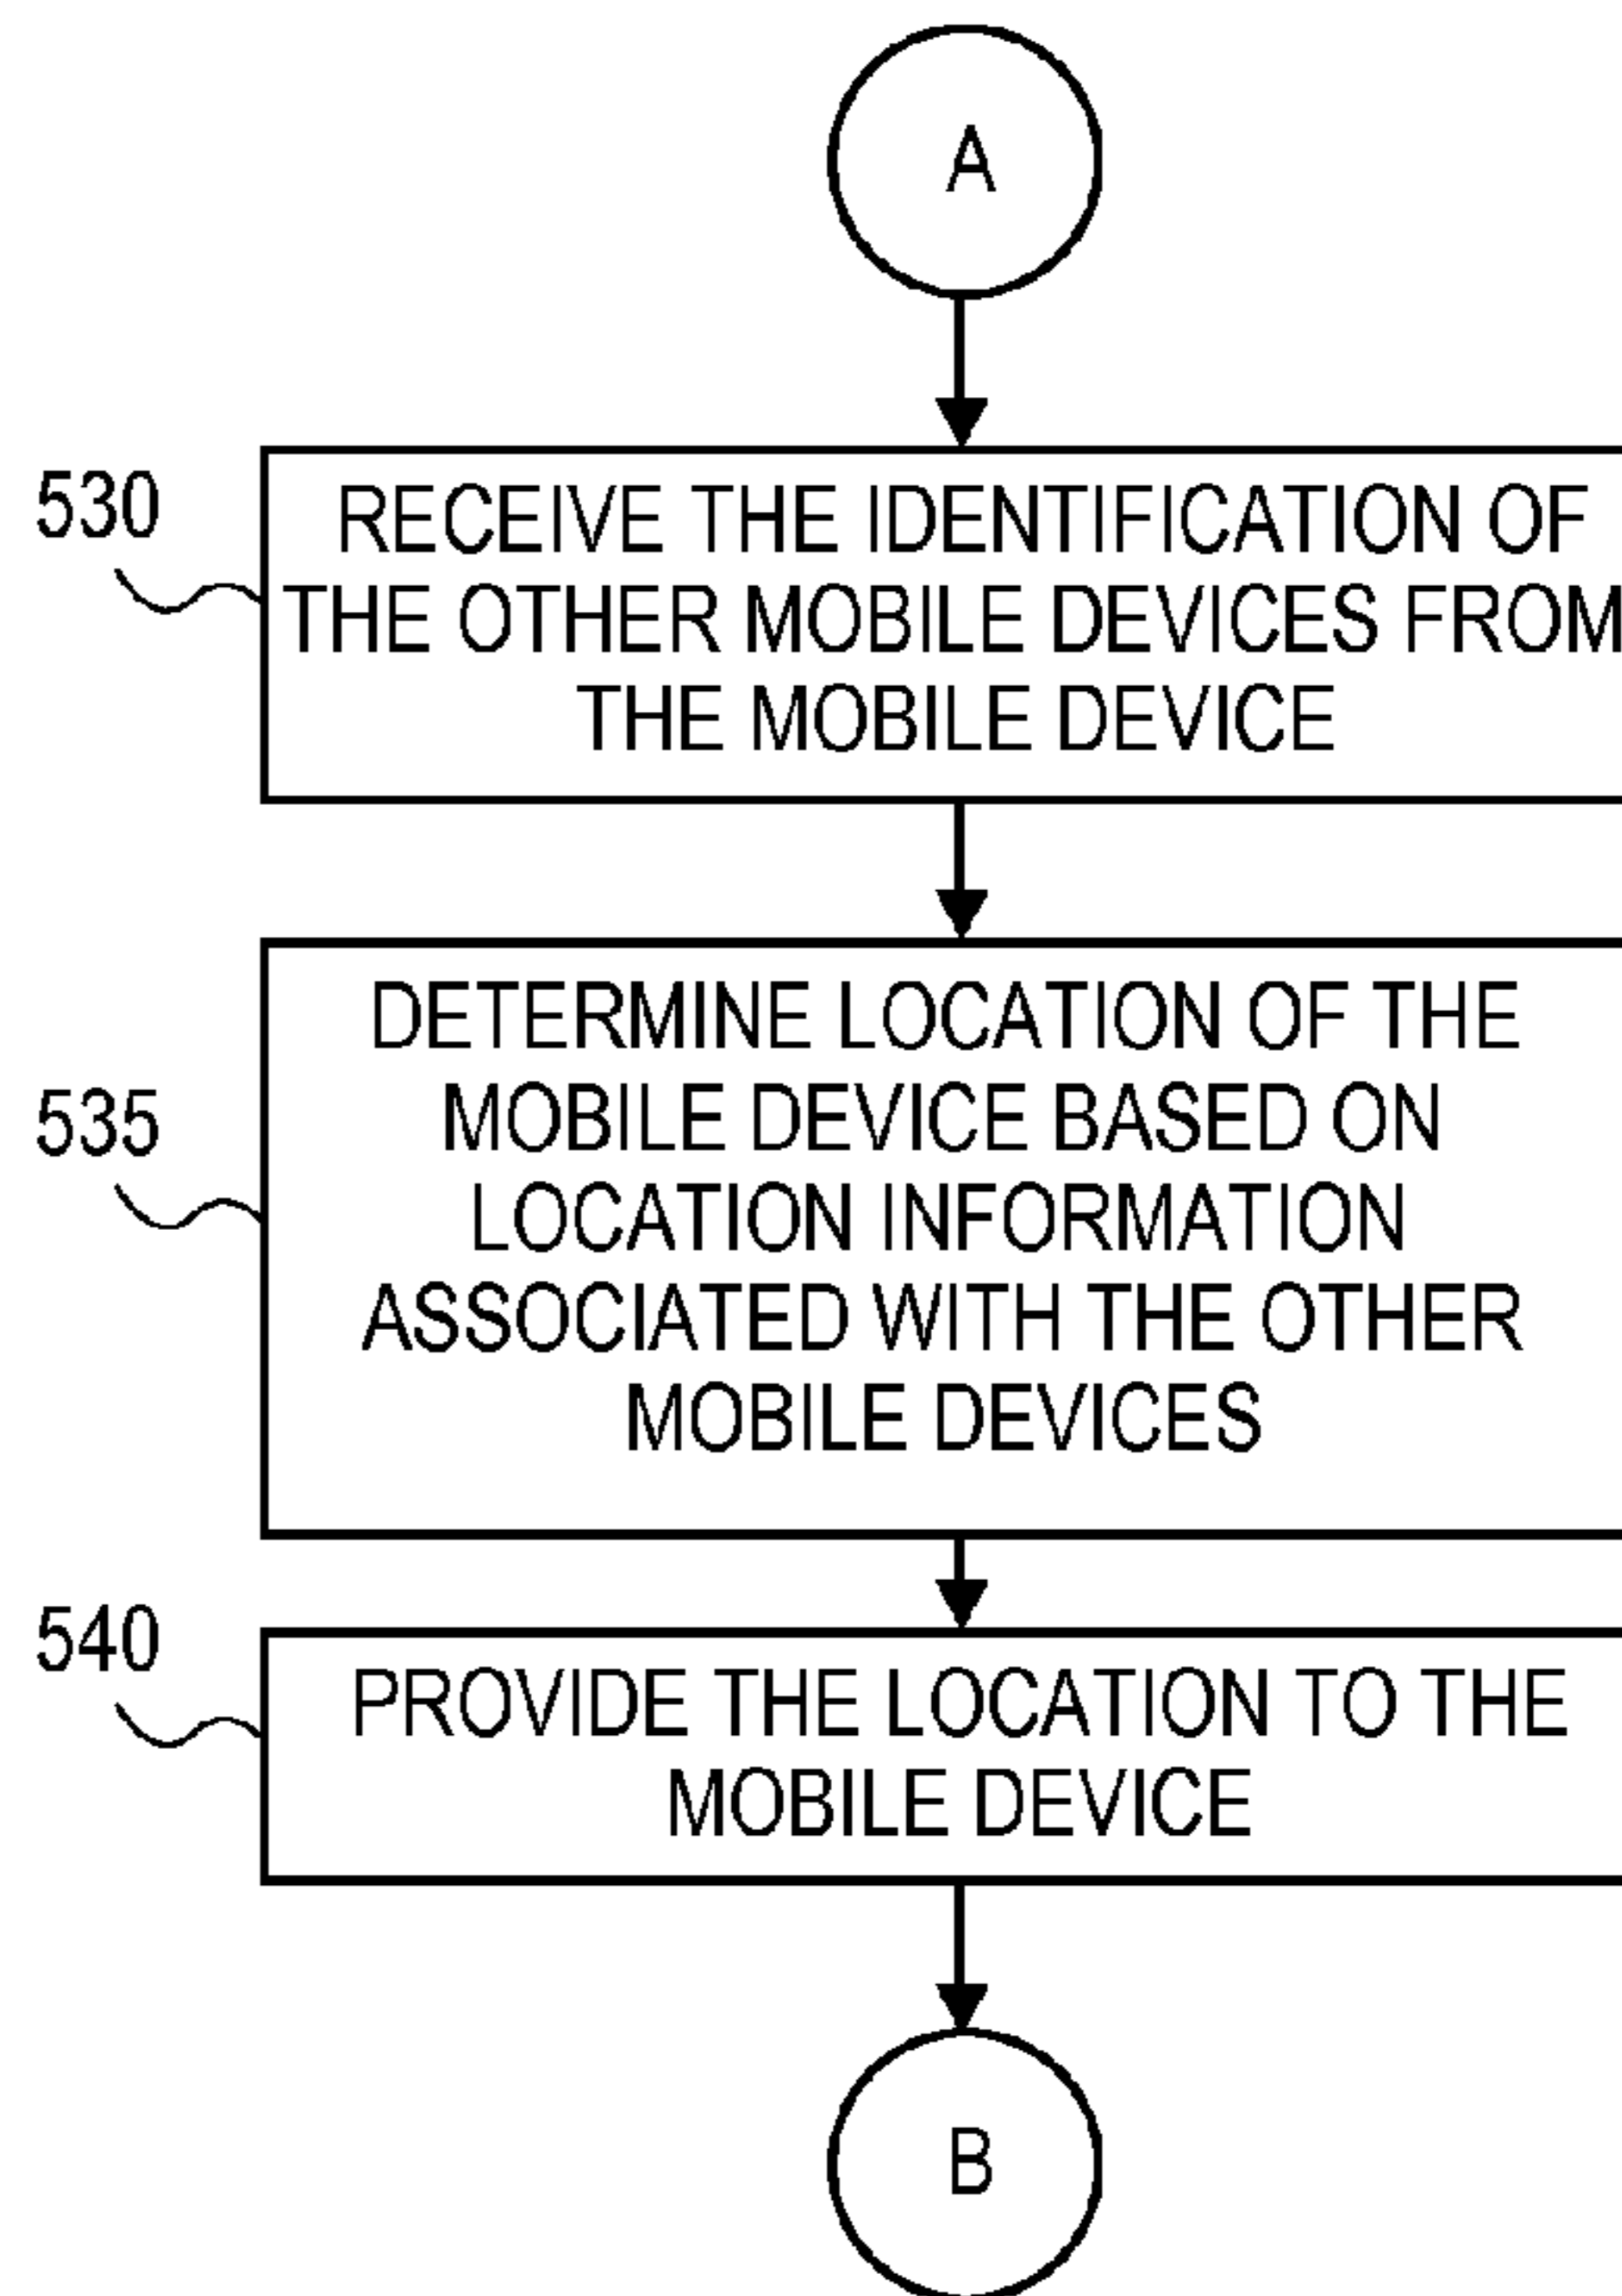 A
530
RECEIVE THE IDENTIFICATION OF
THE OTHER MOBILE DEVICES FROM
THE MOBILE DEVICE
535
DETERMINE LOCATION OF THE
MOBILE DEVICE BASED ON
LOCATION INFORMATION
ASSOCIATED WITH THE OTHER
MOBILE DEVICES
540
PROVIDE THE LOCATION TO THE
MOBILE DEVICE
B